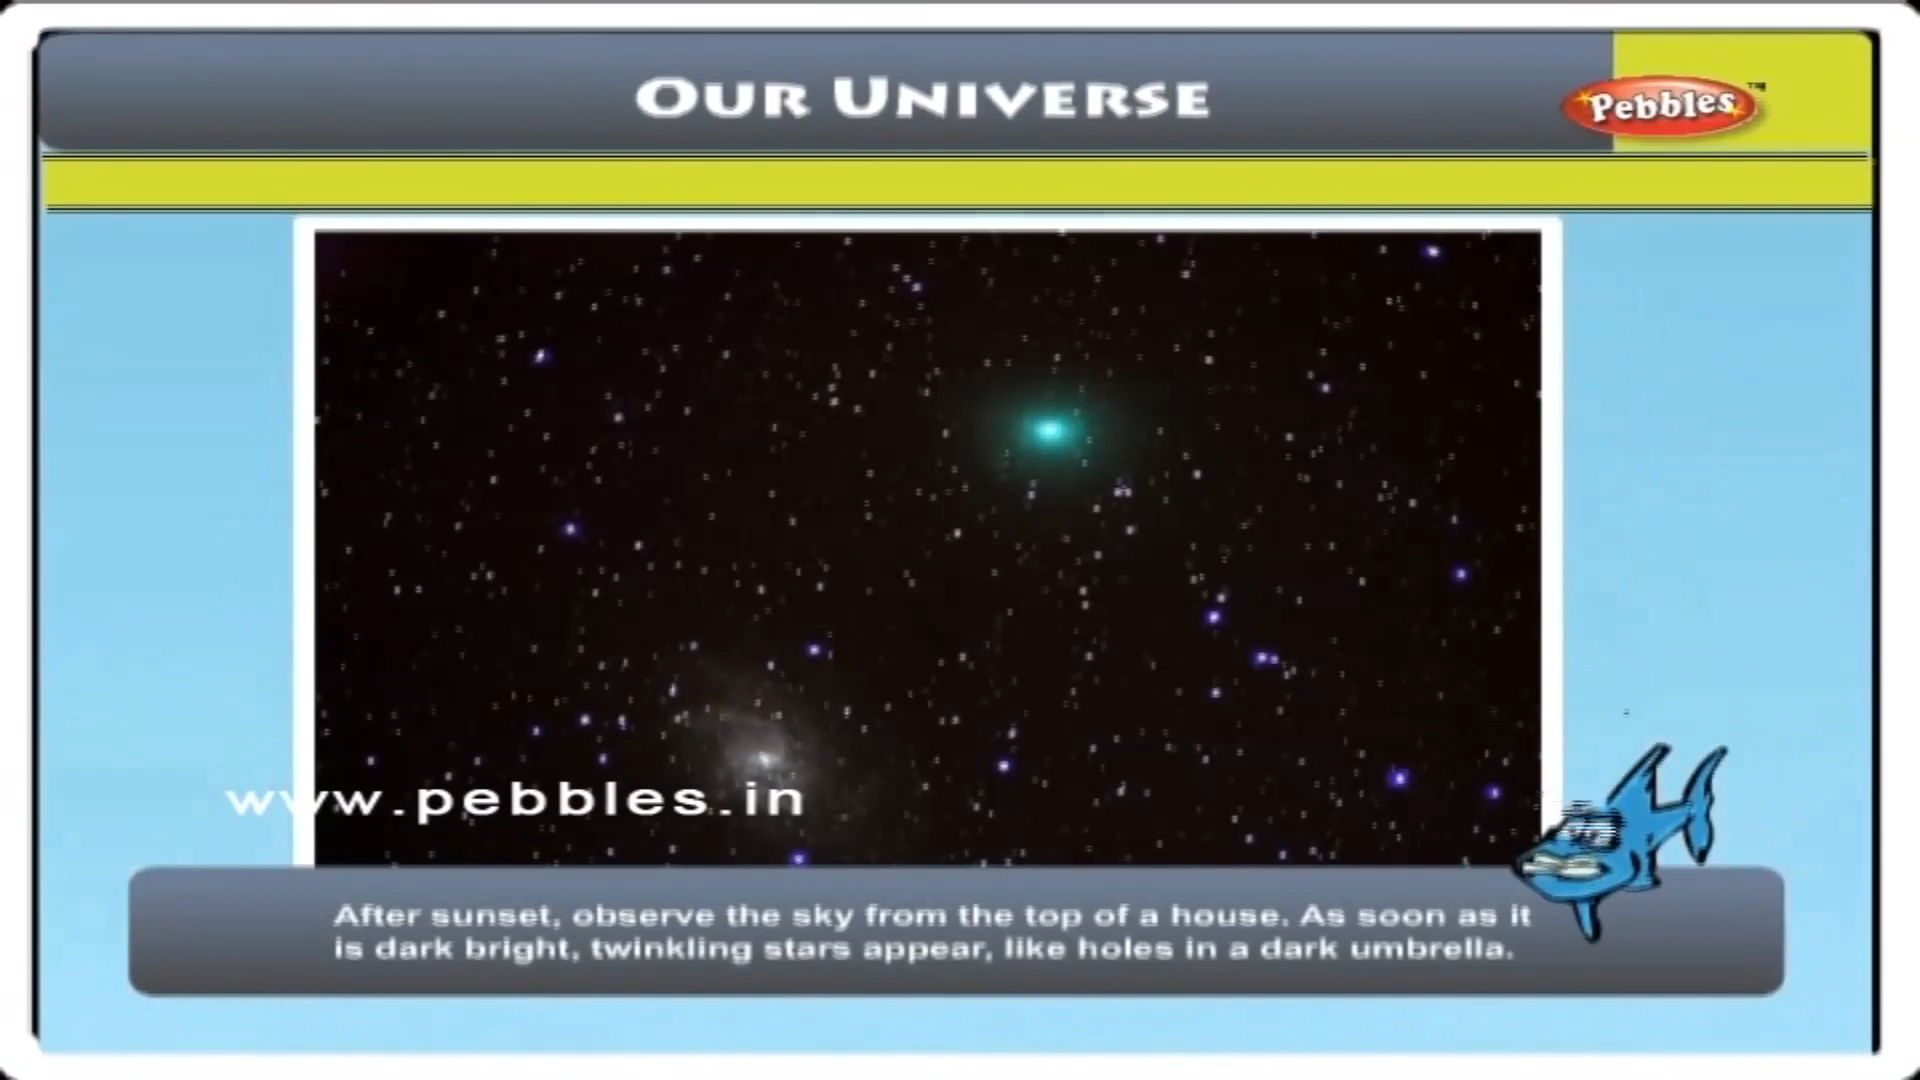 OUR UNIVERSE
Pebbles™
www.pebbles.in
After sunset, observe the sky from the top of a house. As soon as it
is dark bright, twinkling stars appear, like holes in a dark umbrella.